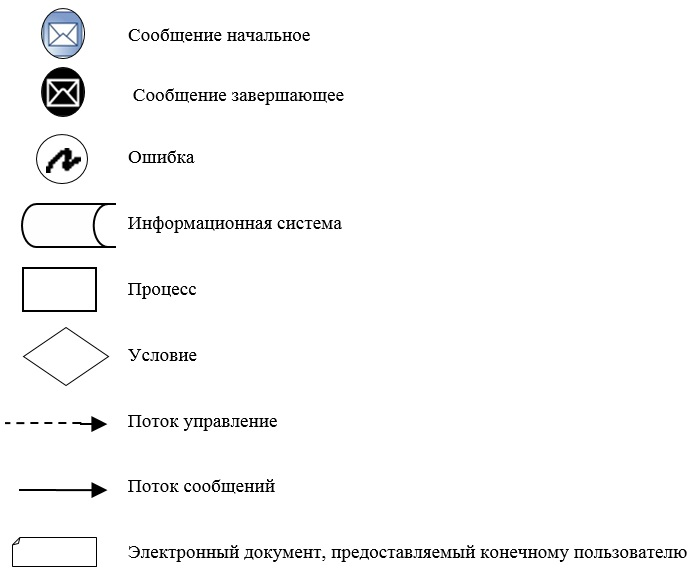 Сообщение начальное
Сообщение завершающее
Ошибка
Информационная система
Процесс
Условие
Поток управление
Поток сообщений
Электронный документ, предоставляемый конечному пользователю